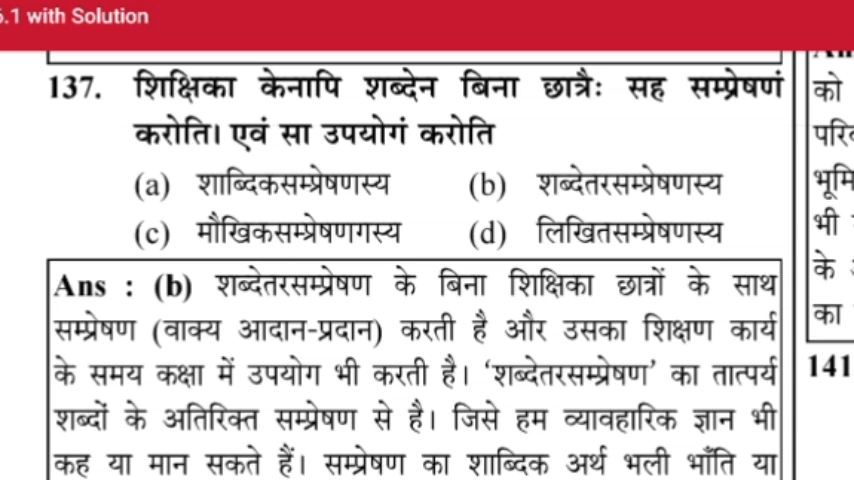 .1 with Solution
137. शिक्षिका केनापि शब्देन बिना छात्रैः सह सम्प्रेषणं
करोति। एवं सा उपयोगं करोति
(a) शाब्दिकसम्प्रेषणस्य (b) शब्देतरसम्प्रेषणस्य
(c) मौखिकसम्प्रेषणगस्य (d) लिखितसम्प्रेषणस्य
Ans : (b) शब्देतरसम्प्रेषण के बिना शिक्षिका छात्रों के साथ
सम्प्रेषण (वाक्य आदान-प्रदान) करती है और उसका शिक्षण कार्य
के समय कक्षा में उपयोग भी करती है। ‘शब्देतरसम्प्रेषण’ का तात्पर्य
शब्दों के अतिरिक्त सम्प्रेषण से है। जिसे हम व्यावहारिक ज्ञान भी
कह या मान सकते हैं। सम्प्रेषण का शाब्दिक अर्थ भली भाँति या
को
भी
के
का
141